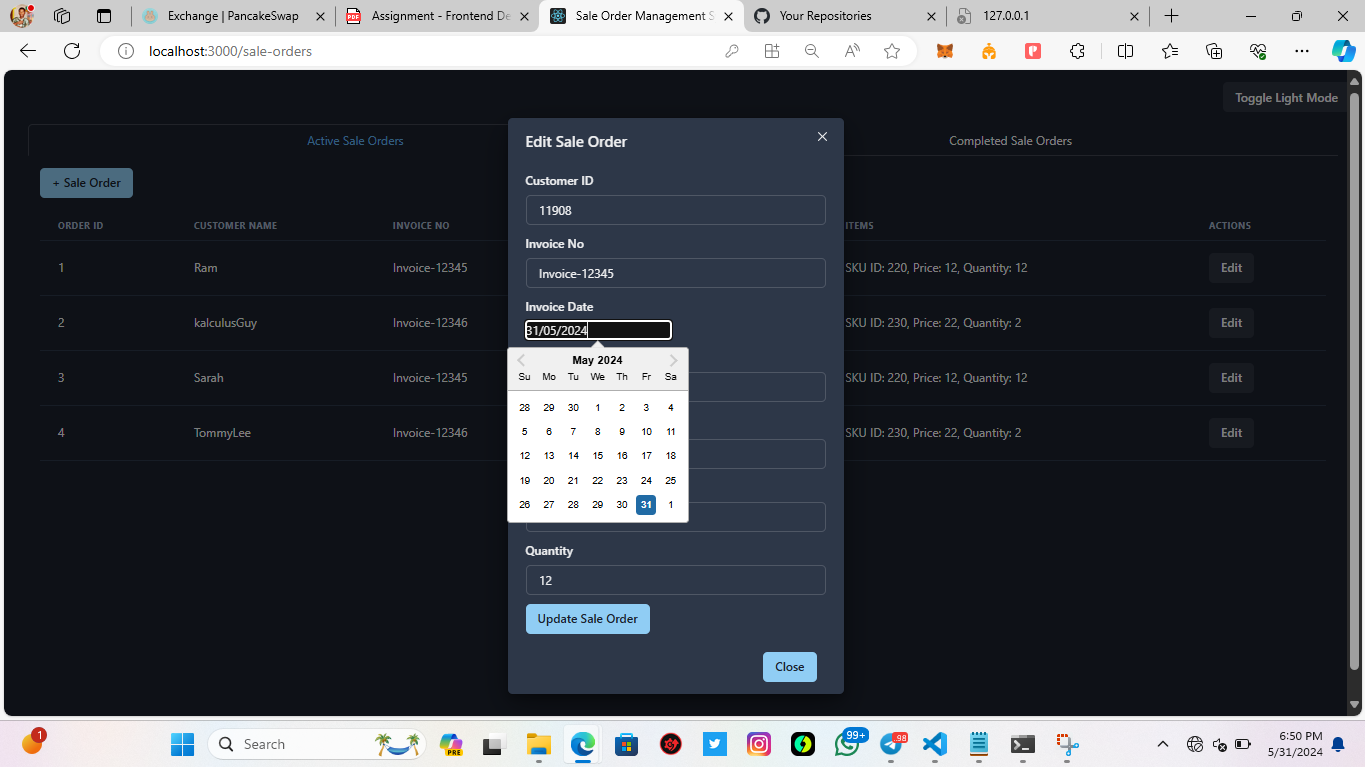 Exchange | PancakeSwap
Assignment - Frontend De
Sale Order Management S
Your Repositories
127.0.0.1
localhost:3000/sale-orders
Toggle Light Mode
Active Sale Orders
Completed Sale Orders
+ Sale Order
ORDER ID CUSTOMER NAME INVOICE NO ITEMS ACTIONS
1 Ram Invoice-12345 SKU ID: 220, Price: 12, Quantity: 12 Edit
2 kalculusGuy Invoice-12346 SKU ID: 230, Price: 22, Quantity: 2 Edit
3 Sarah Invoice-12345 SKU ID: 220, Price: 12, Quantity: 12 Edit
4 TommyLee Invoice-12346 SKU ID: 230, Price: 22, Quantity: 2 Edit
Edit Sale Order
Customer ID
11908
Invoice No
Invoice-12345
Invoice Date
31/05/2024
May 2024
Su Mo Tu We Th Fr Sa
28 29 30 1 2 3 4
5 6 7 8 9 10 11
12 13 14 15 16 17 18
19 20 21 22 23 24 25
26 27 28 29 30 31 1
Quantity
12
Update Sale Order
Close
1
Search
PRE
99+
98
6:50 PM
5/31/2024